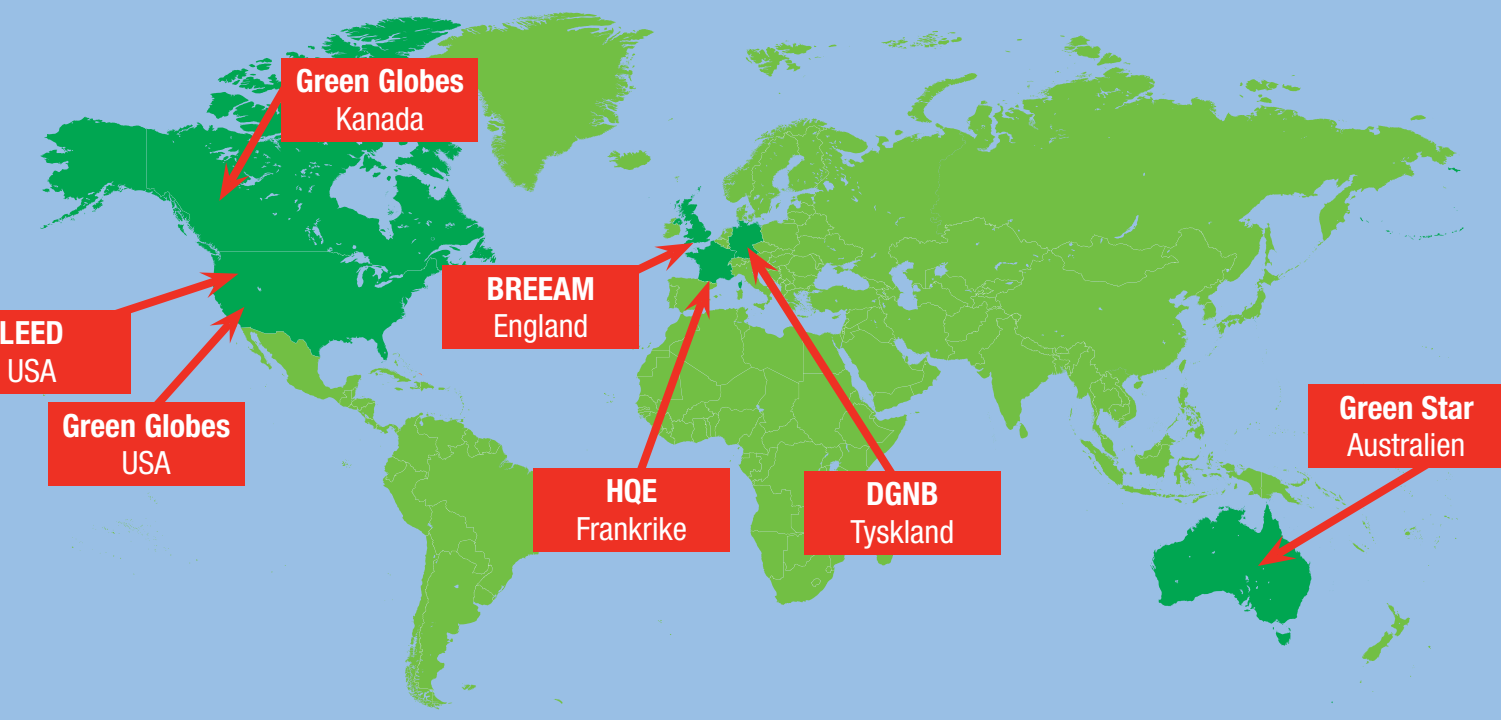 Green Globes
Kanada
BREEAM
England
LEED
USA
Green Globes
USA
HQE
Frankrike
DGNB
Tyskland
Green Star
Australien